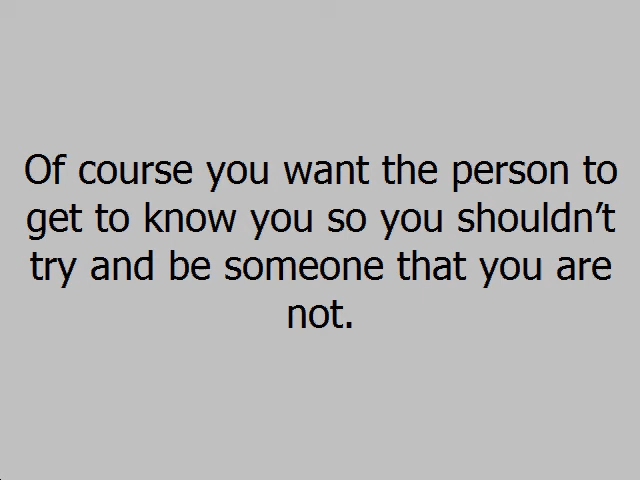 Of course you want the person to
get to know you so you shouldn’t
try and be someone that you are
not.